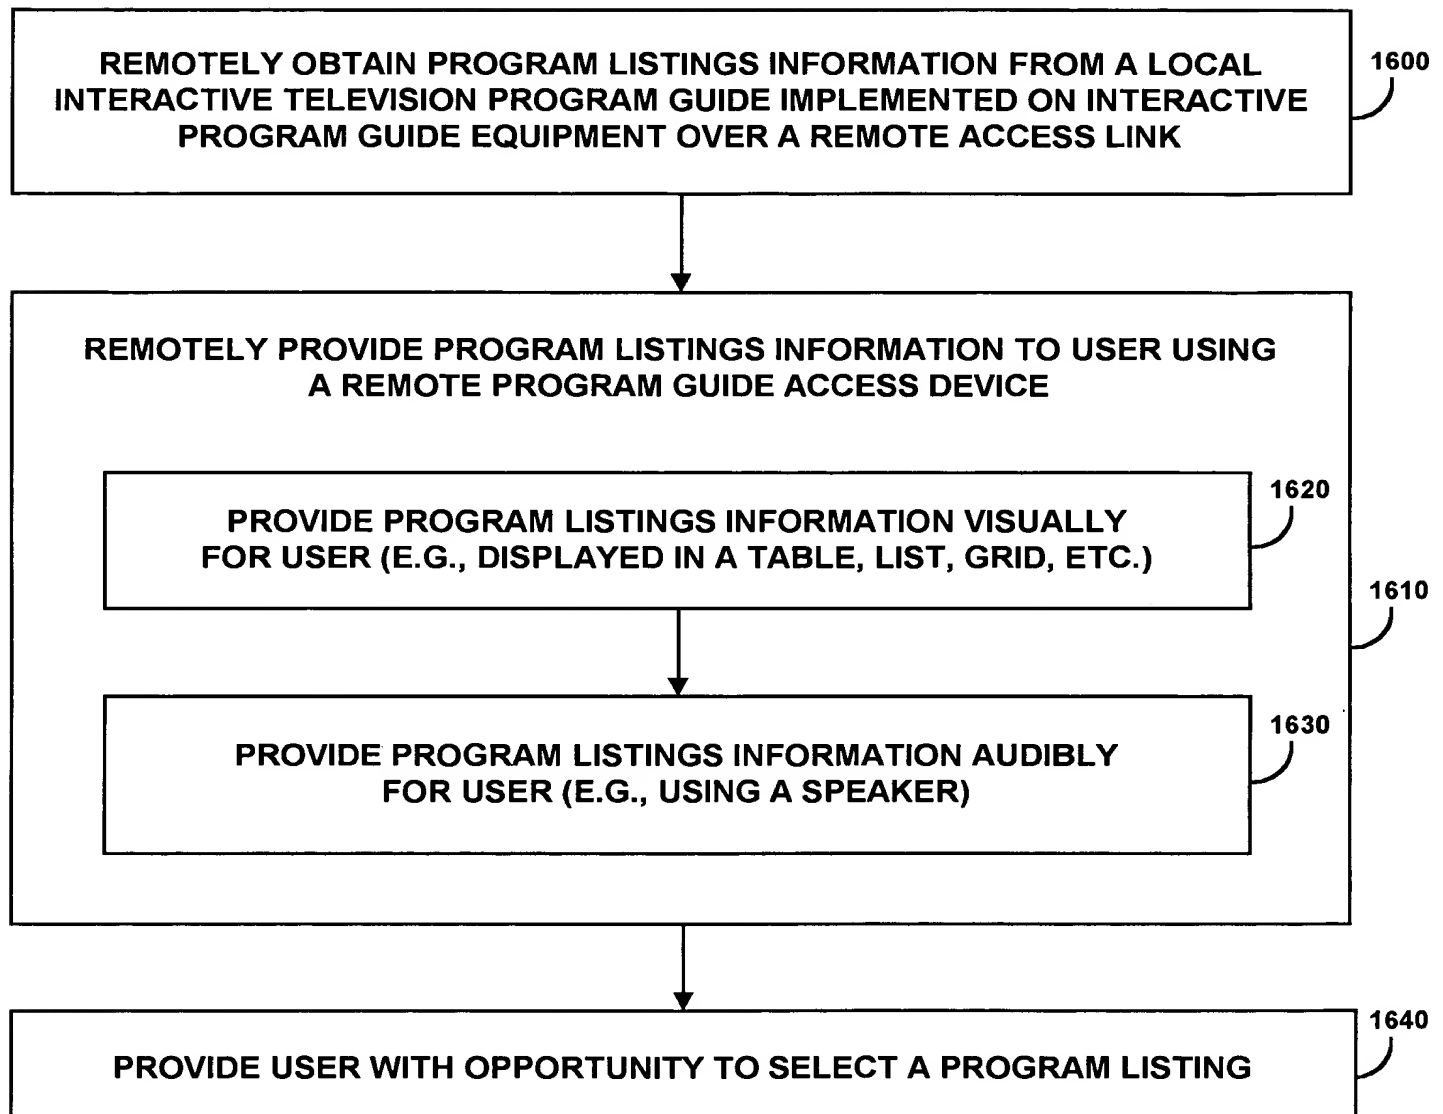 REMOTELY OBTAIN PROGRAM LISTINGS INFORMATION FROM A LOCAL
INTERACTIVE TELEVISION PROGRAM GUIDE IMPLEMENTED ON INTERACTIVE
PROGRAM GUIDE EQUIPMENT OVER A REMOTE ACCESS LINK
1600
REMOTELY PROVIDE PROGRAM LISTINGS INFORMATION TO USER USING
A REMOTE PROGRAM GUIDE ACCESS DEVICE
1610
PROVIDE PROGRAM LISTINGS INFORMATION VISUALLY
FOR USER (E.G., DISPLAYED IN A TABLE, LIST, GRID, ETC.)
1620
PROVIDE PROGRAM LISTINGS INFORMATION AUDIBLY
FOR USER (E.G., USING A SPEAKER)
1630
PROVIDE USER WITH OPPORTUNITY TO SELECT A PROGRAM LISTING
1640